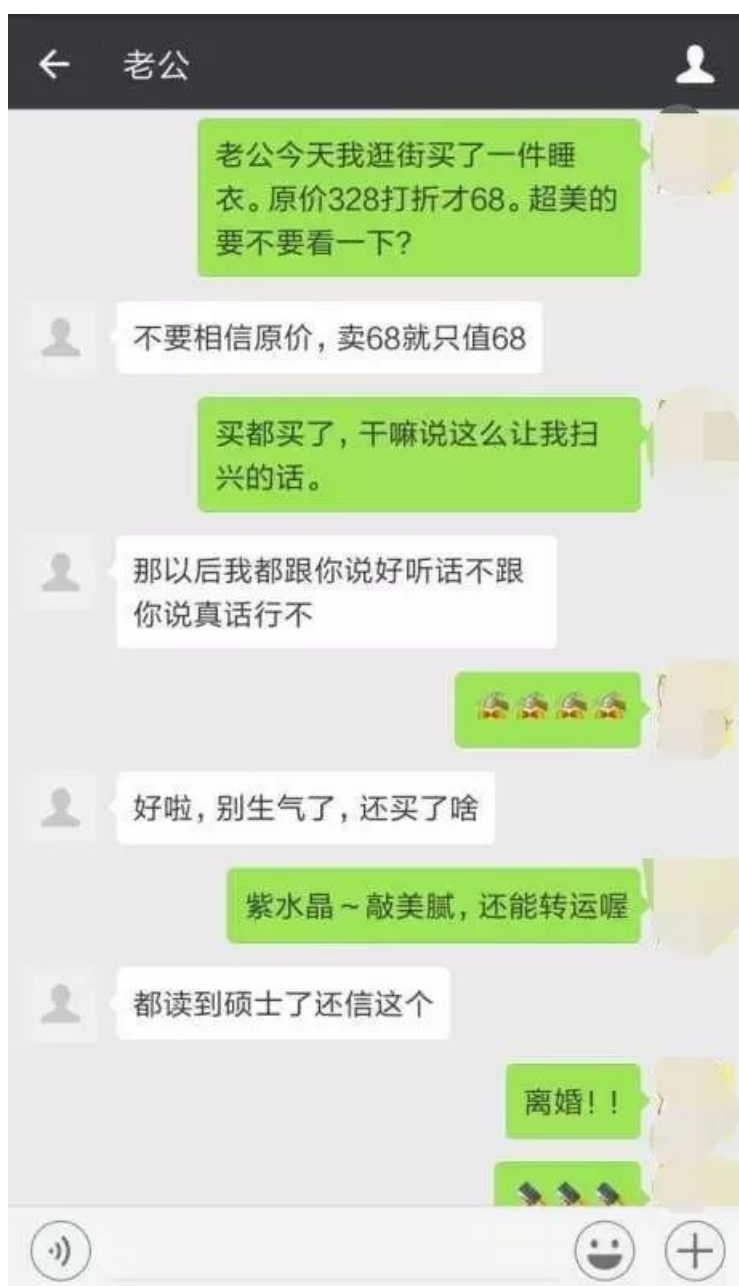 老公
老公今天我逛街买了一件睡
衣。原价328打折才68。超美的
要不要看一下?
不要相信原价,卖68就只值68
买都买了,干嘛说这么让我扫
兴的话。
那以后我都跟你说好听话不跟
你说真话行不
好啦,别生气了,还买了啥
紫水晶~敲美腻,还能转运喔
都读到硕士了还信这个
离婚!!